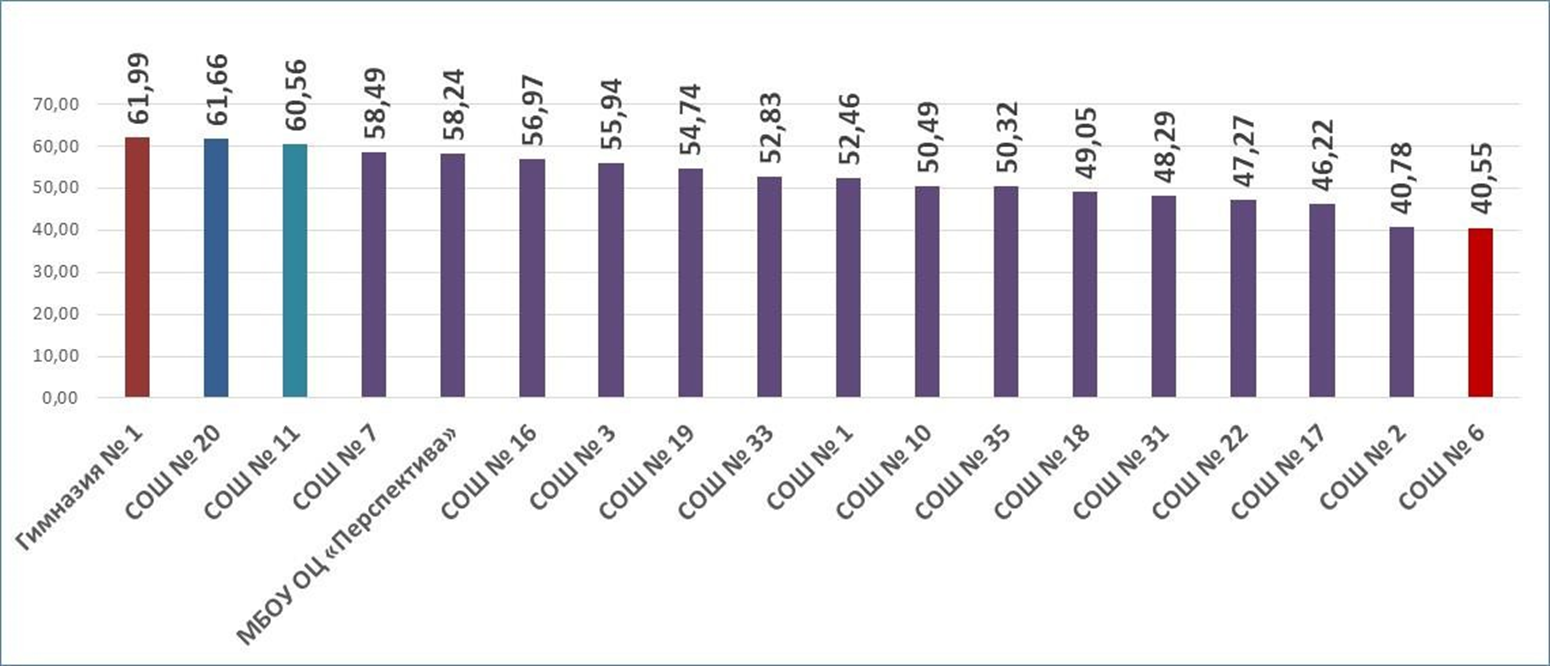 61,99
61,66
60,56
58,49
58,24
56,97
55,94
54,74
52,83
52,46
50,49
50,32
49,05
48,29
47,27
46,22
40,78
40,55
70,00
60,00
50,00
40,00
30,00
20,00
10,00
0,00
Гимназия № 1
СОШ № 20
СОШ № 11
СОШ № 7
МБОУ ОЦ «Перспектива»
СОШ № 16
СОШ № 3
СОШ № 19
СОШ № 33
СОШ № 1
СОШ № 10
СОШ № 35
СОШ № 18
СОШ № 31
СОШ № 22
СОШ № 17
СОШ № 2
СОШ № 6